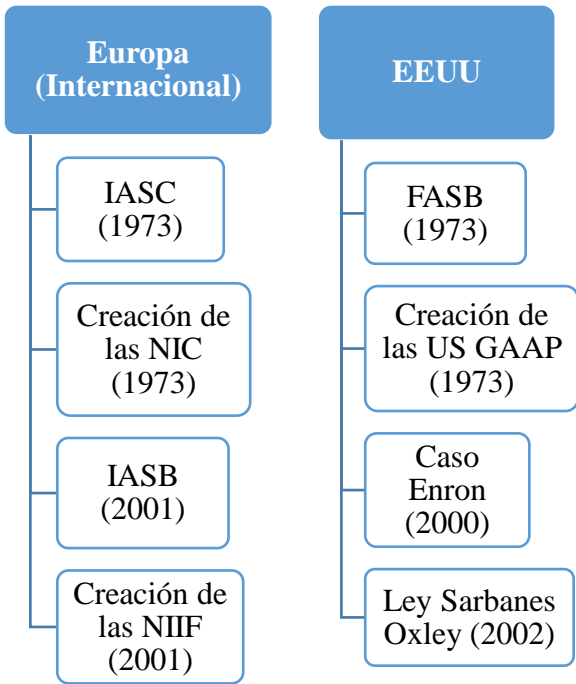 Europa
(Internacional)
IASC
(1973)
Creación de
las NIC
(1973)
IASB
(2001)
Creación de
las NIIF
(2001)
EEUU
FASB
(1973)
Creación de
las US GAAP
(1973)
Caso
Enron
(2000)
Ley Sarbanes
Oxley (2002)